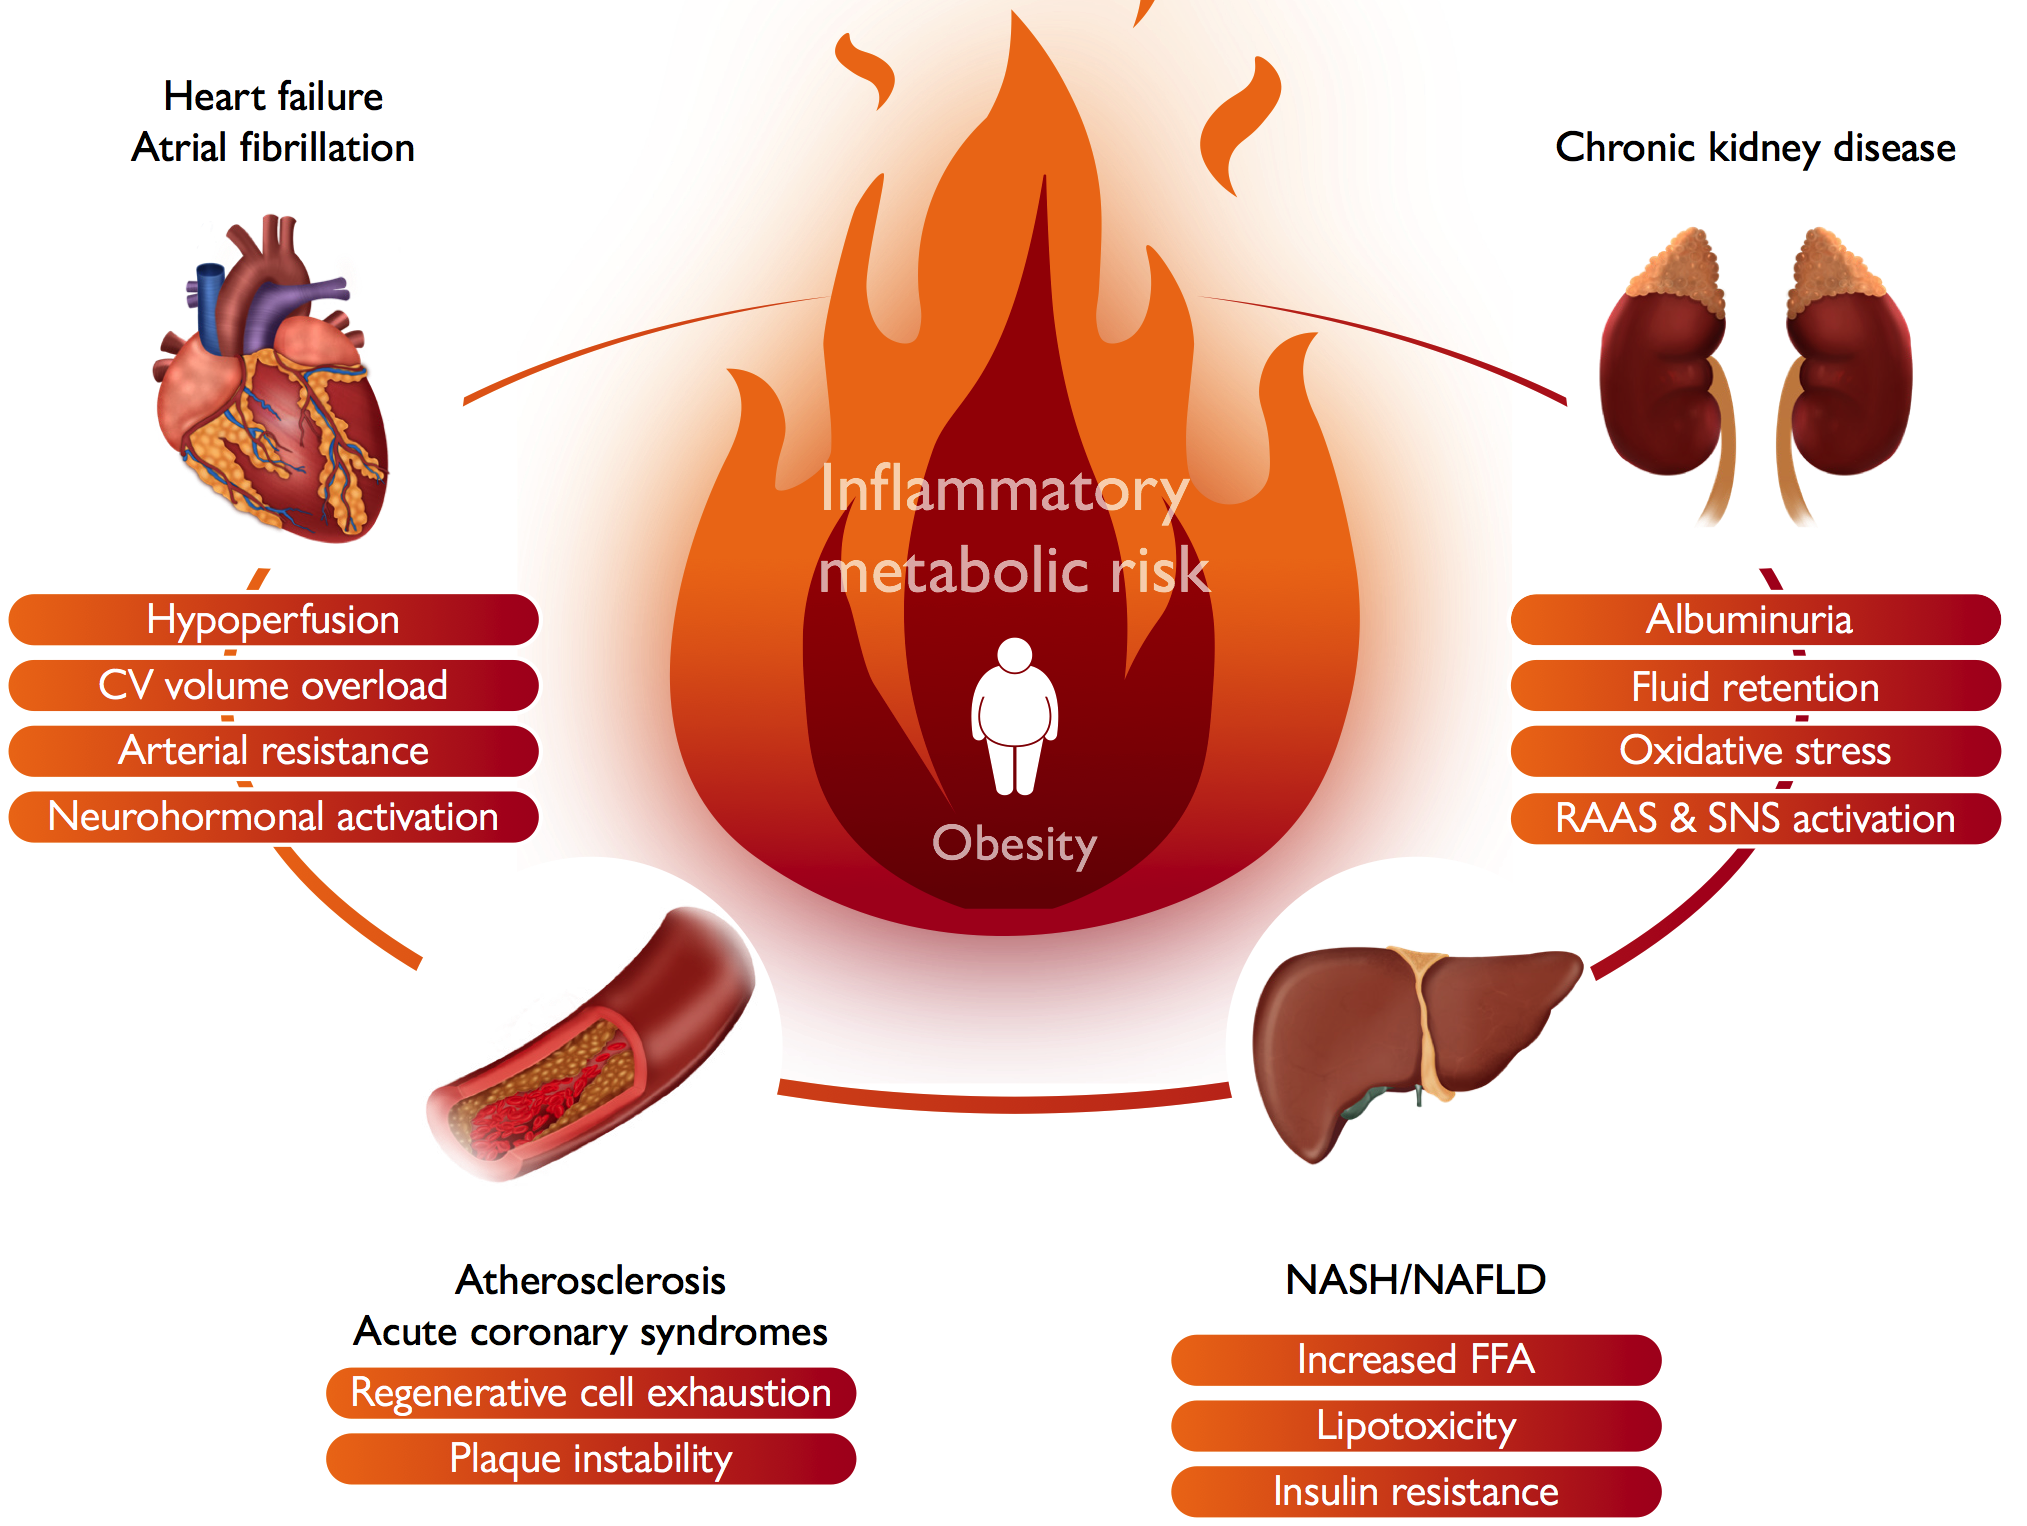 Heart failure
Atrial fibrillation
Chronic kidney disease
Inflammatory
metabolic risk
Obesity
Hypoperfusion
CV volume overload
Arterial resistance
Neurohormonal activation
Albuminuria
Fluid retention
Oxidative stress
RAAS & SNS activation
Atherosclerosis
Acute coronary syndromes
Regenerative cell exhaustion
Plaque instability
NASH/NAFLD
Increased FFA
Lipotoxicity
Insulin resistance